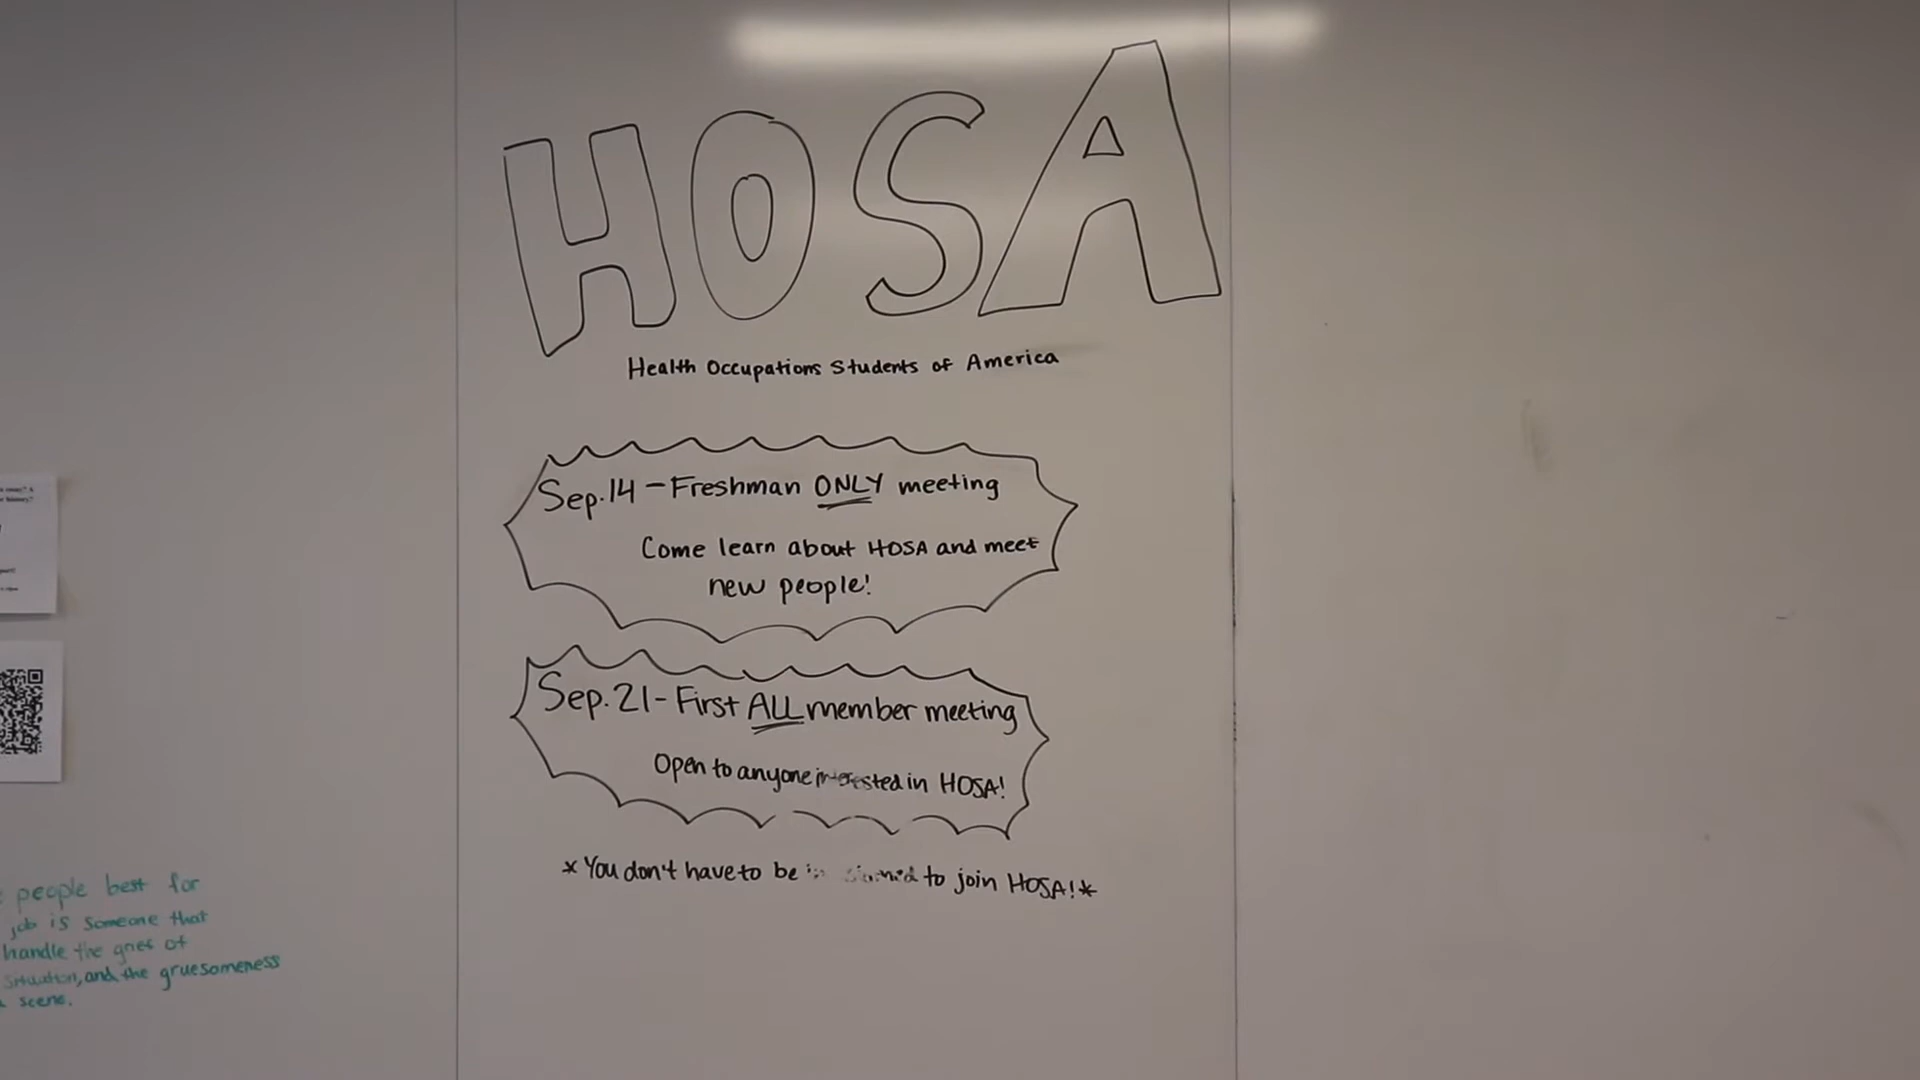 HOSA
Health Occupations Students of America
Sep. 14 - Freshman ONLY meeting
Come learn about HOSA and meet
new people!
Sep. 21 - First ALL member meeting
Open to anyone interested in HOSA!
*You don't have to be to join HOSA!*
people best for
job is someone that
handle the grief of
situation, and the gruesomeness
scene.